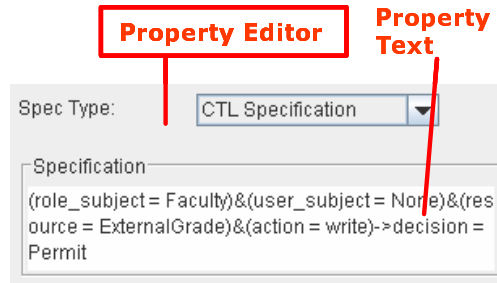 Property Editor
Property
Text
Spec Type:
CTL Specification
Specification
(role_subject = Faculty)&(user_subject = None)&(res
ource = ExternalGrade)&(action = write)->decision =
Permit